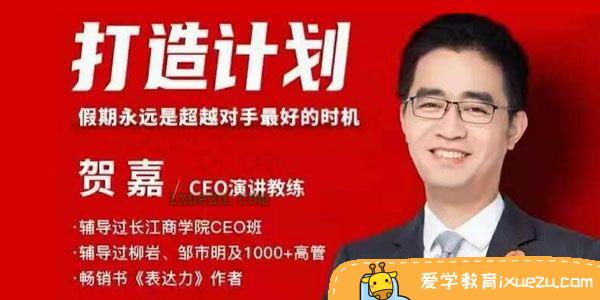 打造计划
假期永远是超越对手最好的时机
贺嘉 / CEO演讲教练
ixuezu.com
·辅导过长江商学院CEO班
·辅导过柳岩、邹市明及1000+高管
·畅销书《表达力》作者
爱学教育ixuezu.com